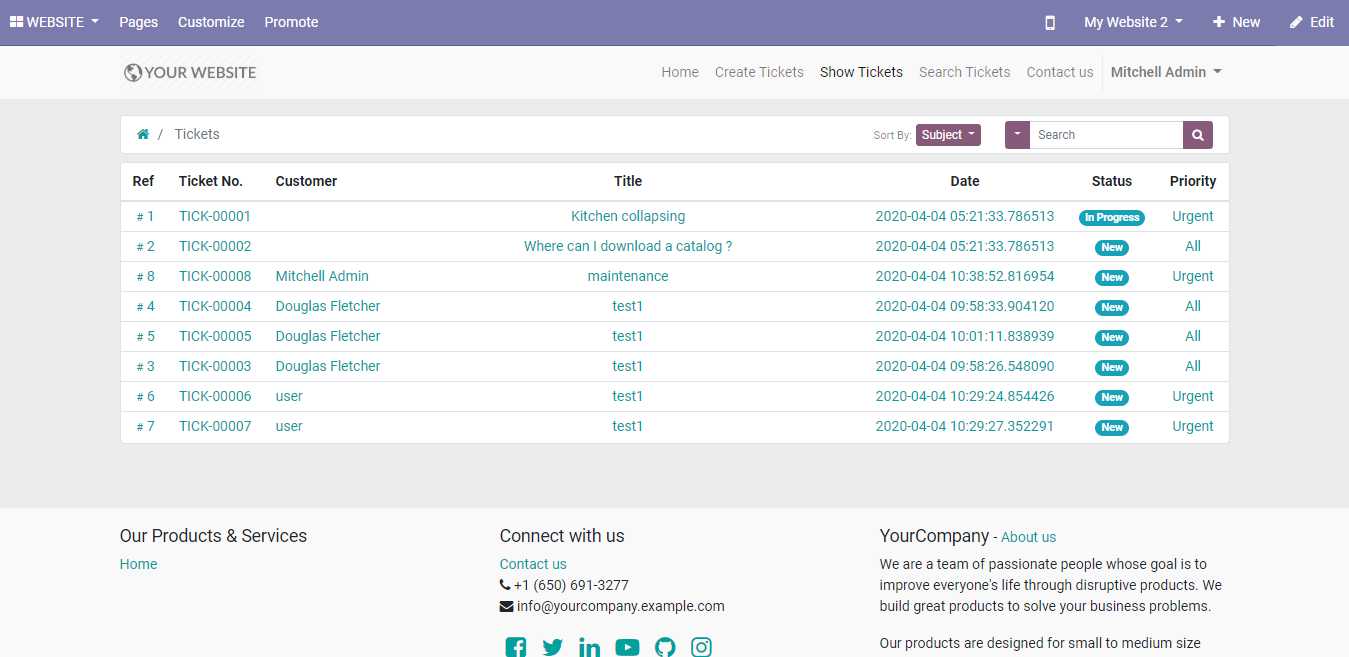 WEBSITE Pages Customize Promote My Website 2 New Edit
YOUR WEBSITE Home Create Tickets Show Tickets Search Tickets Contact us Mitchell Admin
/ Tickets Sort By: Subject Search
Ref Ticket No. Customer Title Date Status Priority
# 1 TICK-00001 Kitchen collapsing 2020-04-04 05:21:33.786513 In Progress Urgent
# 2 TICK-00002 Where can I download a catalog ? 2020-04-04 05:21:33.786513 New All
# 8 TICK-00008 Mitchell Admin maintenance 2020-04-04 10:38:52.816954 New Urgent
# 4 TICK-00004 Douglas Fletcher test1 2020-04-04 09:58:33.904120 New All
# 5 TICK-00005 Douglas Fletcher test1 2020-04-04 10:01:11.838939 New All
# 3 TICK-00003 Douglas Fletcher test1 2020-04-04 09:58:26.548090 New All
# 6 TICK-00006 user test1 2020-04-04 10:29:24.854426 New Urgent
# 7 TICK-00007 user test1 2020-04-04 10:29:27.352291 New Urgent
Our Products & Services
Home
Connect with us
Contact us
+1 (650) 691-3277
info@yourcompany.example.com
YourCompany - About us
We are a team of passionate people whose goal is to
improve everyone's life through disruptive products. We
build great products to solve your business problems.
Our products are designed for small to medium size